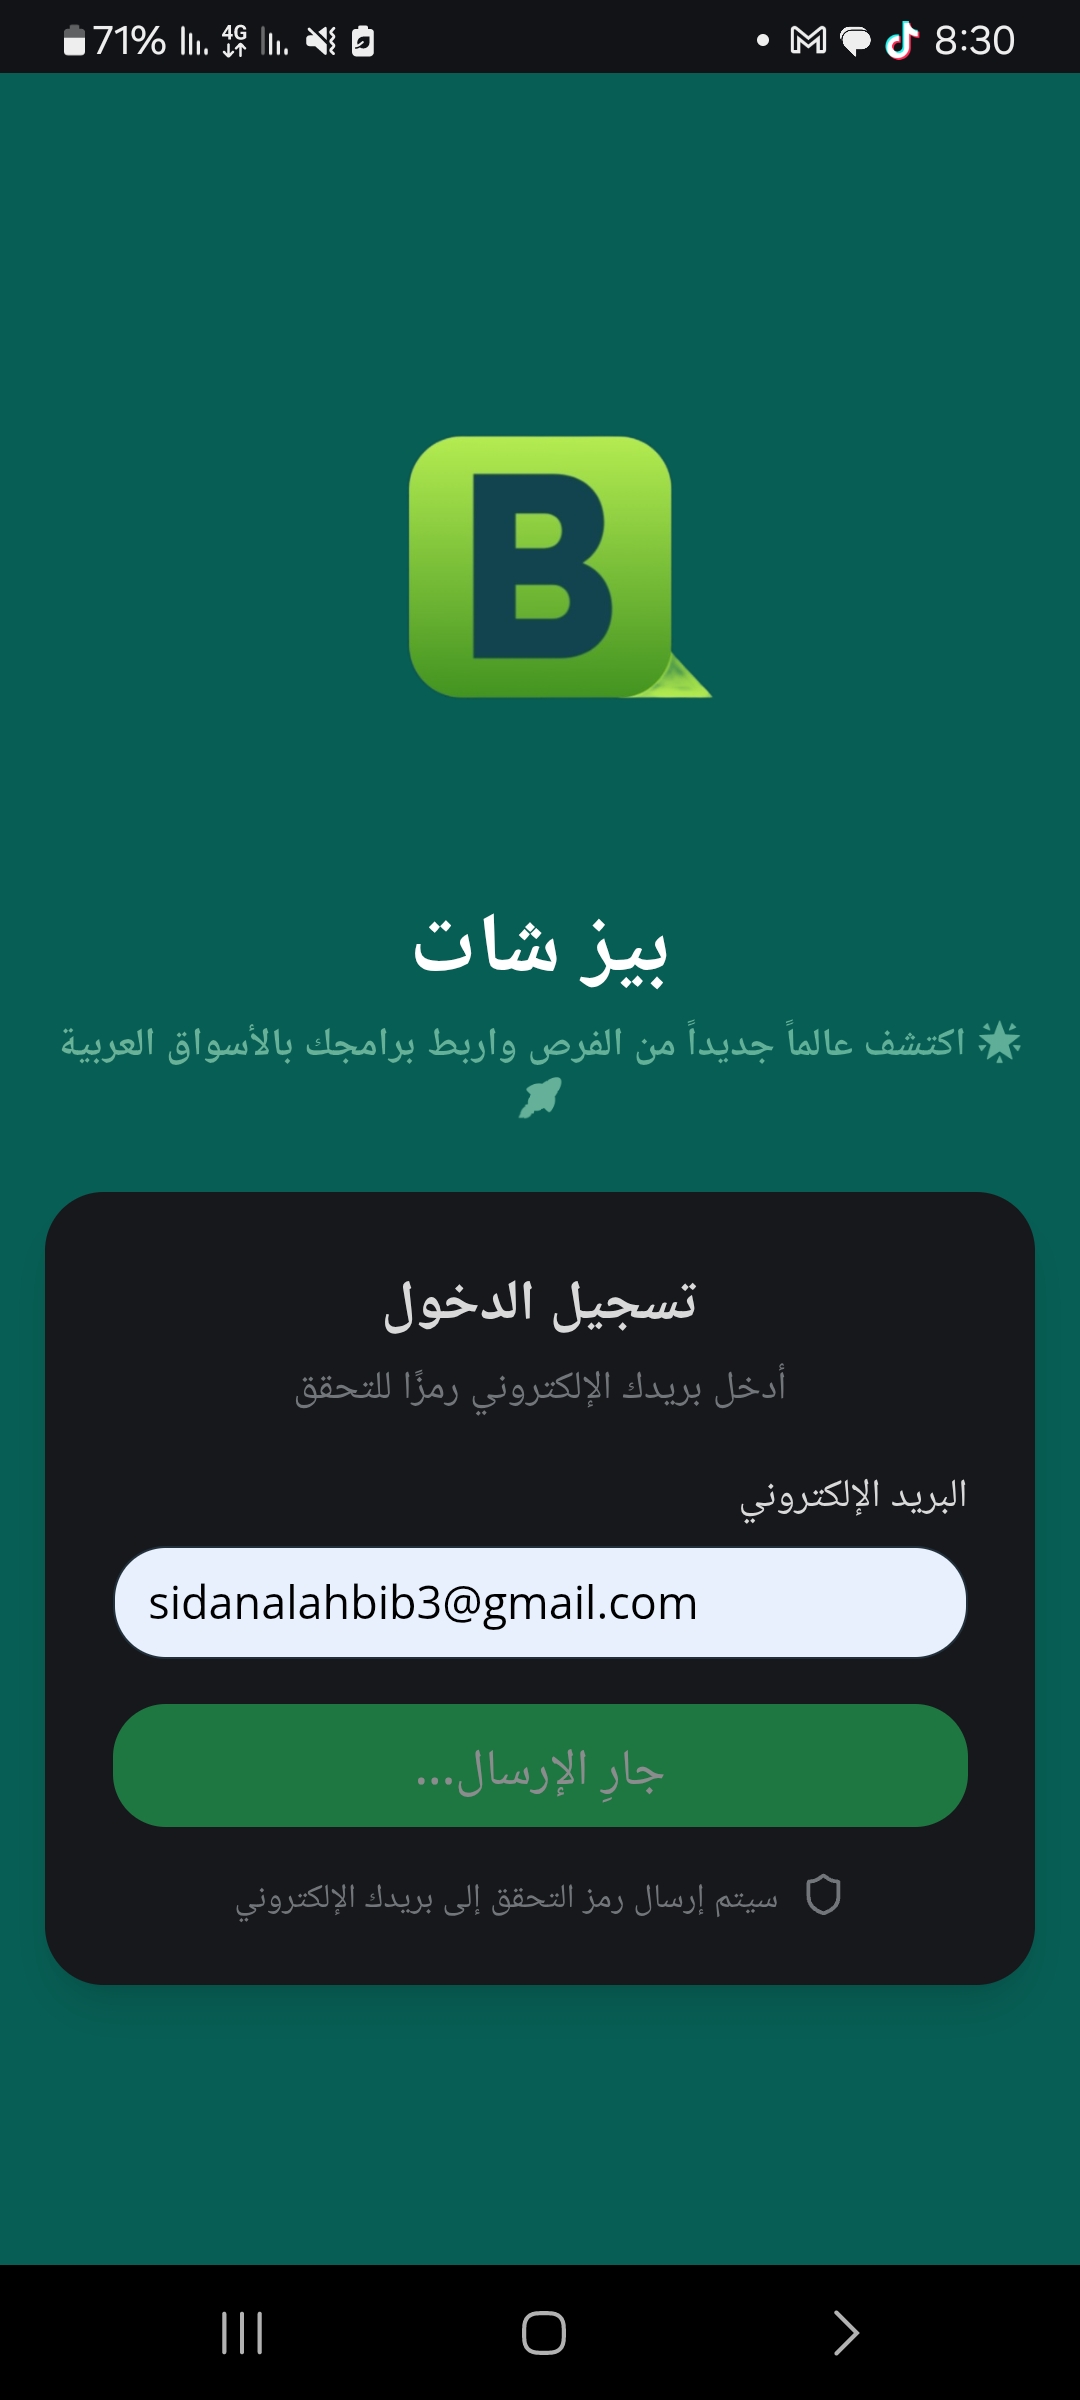 71% 4G 8:30
B
بيز شات
🌟 اكتشف عالماً جديداً من الفرص واربط برامجك بالأسواق العربية
🚀
تسجيل الدخول
أدخل بريدك الإلكتروني رمزًا للتحقق
البريد الإلكتروني
sidanalahbib3@gmail.com
جارِ الإرسال...
سيتم إرسال رمز التحقق إلى بريدك الإلكتروني